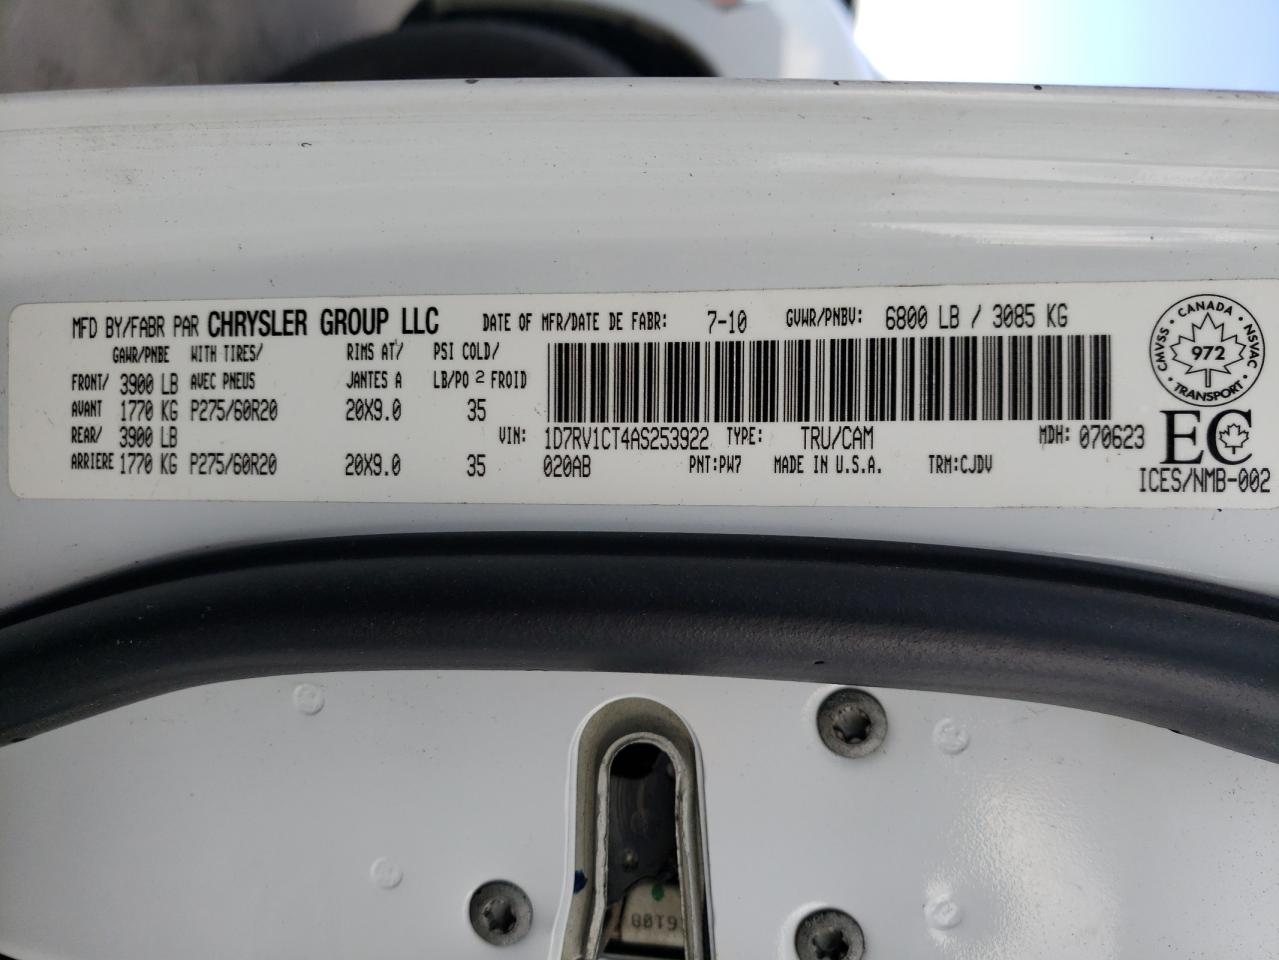 MFD BY/FABR PAR CHRYSLER GROUP LLC DATE OF MFR/DATE DE FABR: 7-10 GVWR/PNBV: 6800 LB / 3085 KG
GAWR/PNBE WITH TIRES/ RIMS AT/ PSI COLD/
FRONT/ 3900 LB AVEC PNEUS JANTES A LB/PO 2 FROID
AVANT 1770 KG P275/60R20 20X9.0 35
REAR/ 3900 LB VIN: 1D7RV1CT4AS253922 TYPE: TRU/CAM MDH: 070623
ARRIERE 1770 KG P275/60R20 20X9.0 35 020AB PNT:PW7 MADE IN U.S.A. TRM:CJDV
CMVSS · CANADA · NSVAC
972
· TRANSPORT ·
EC
ICES/NMB-002